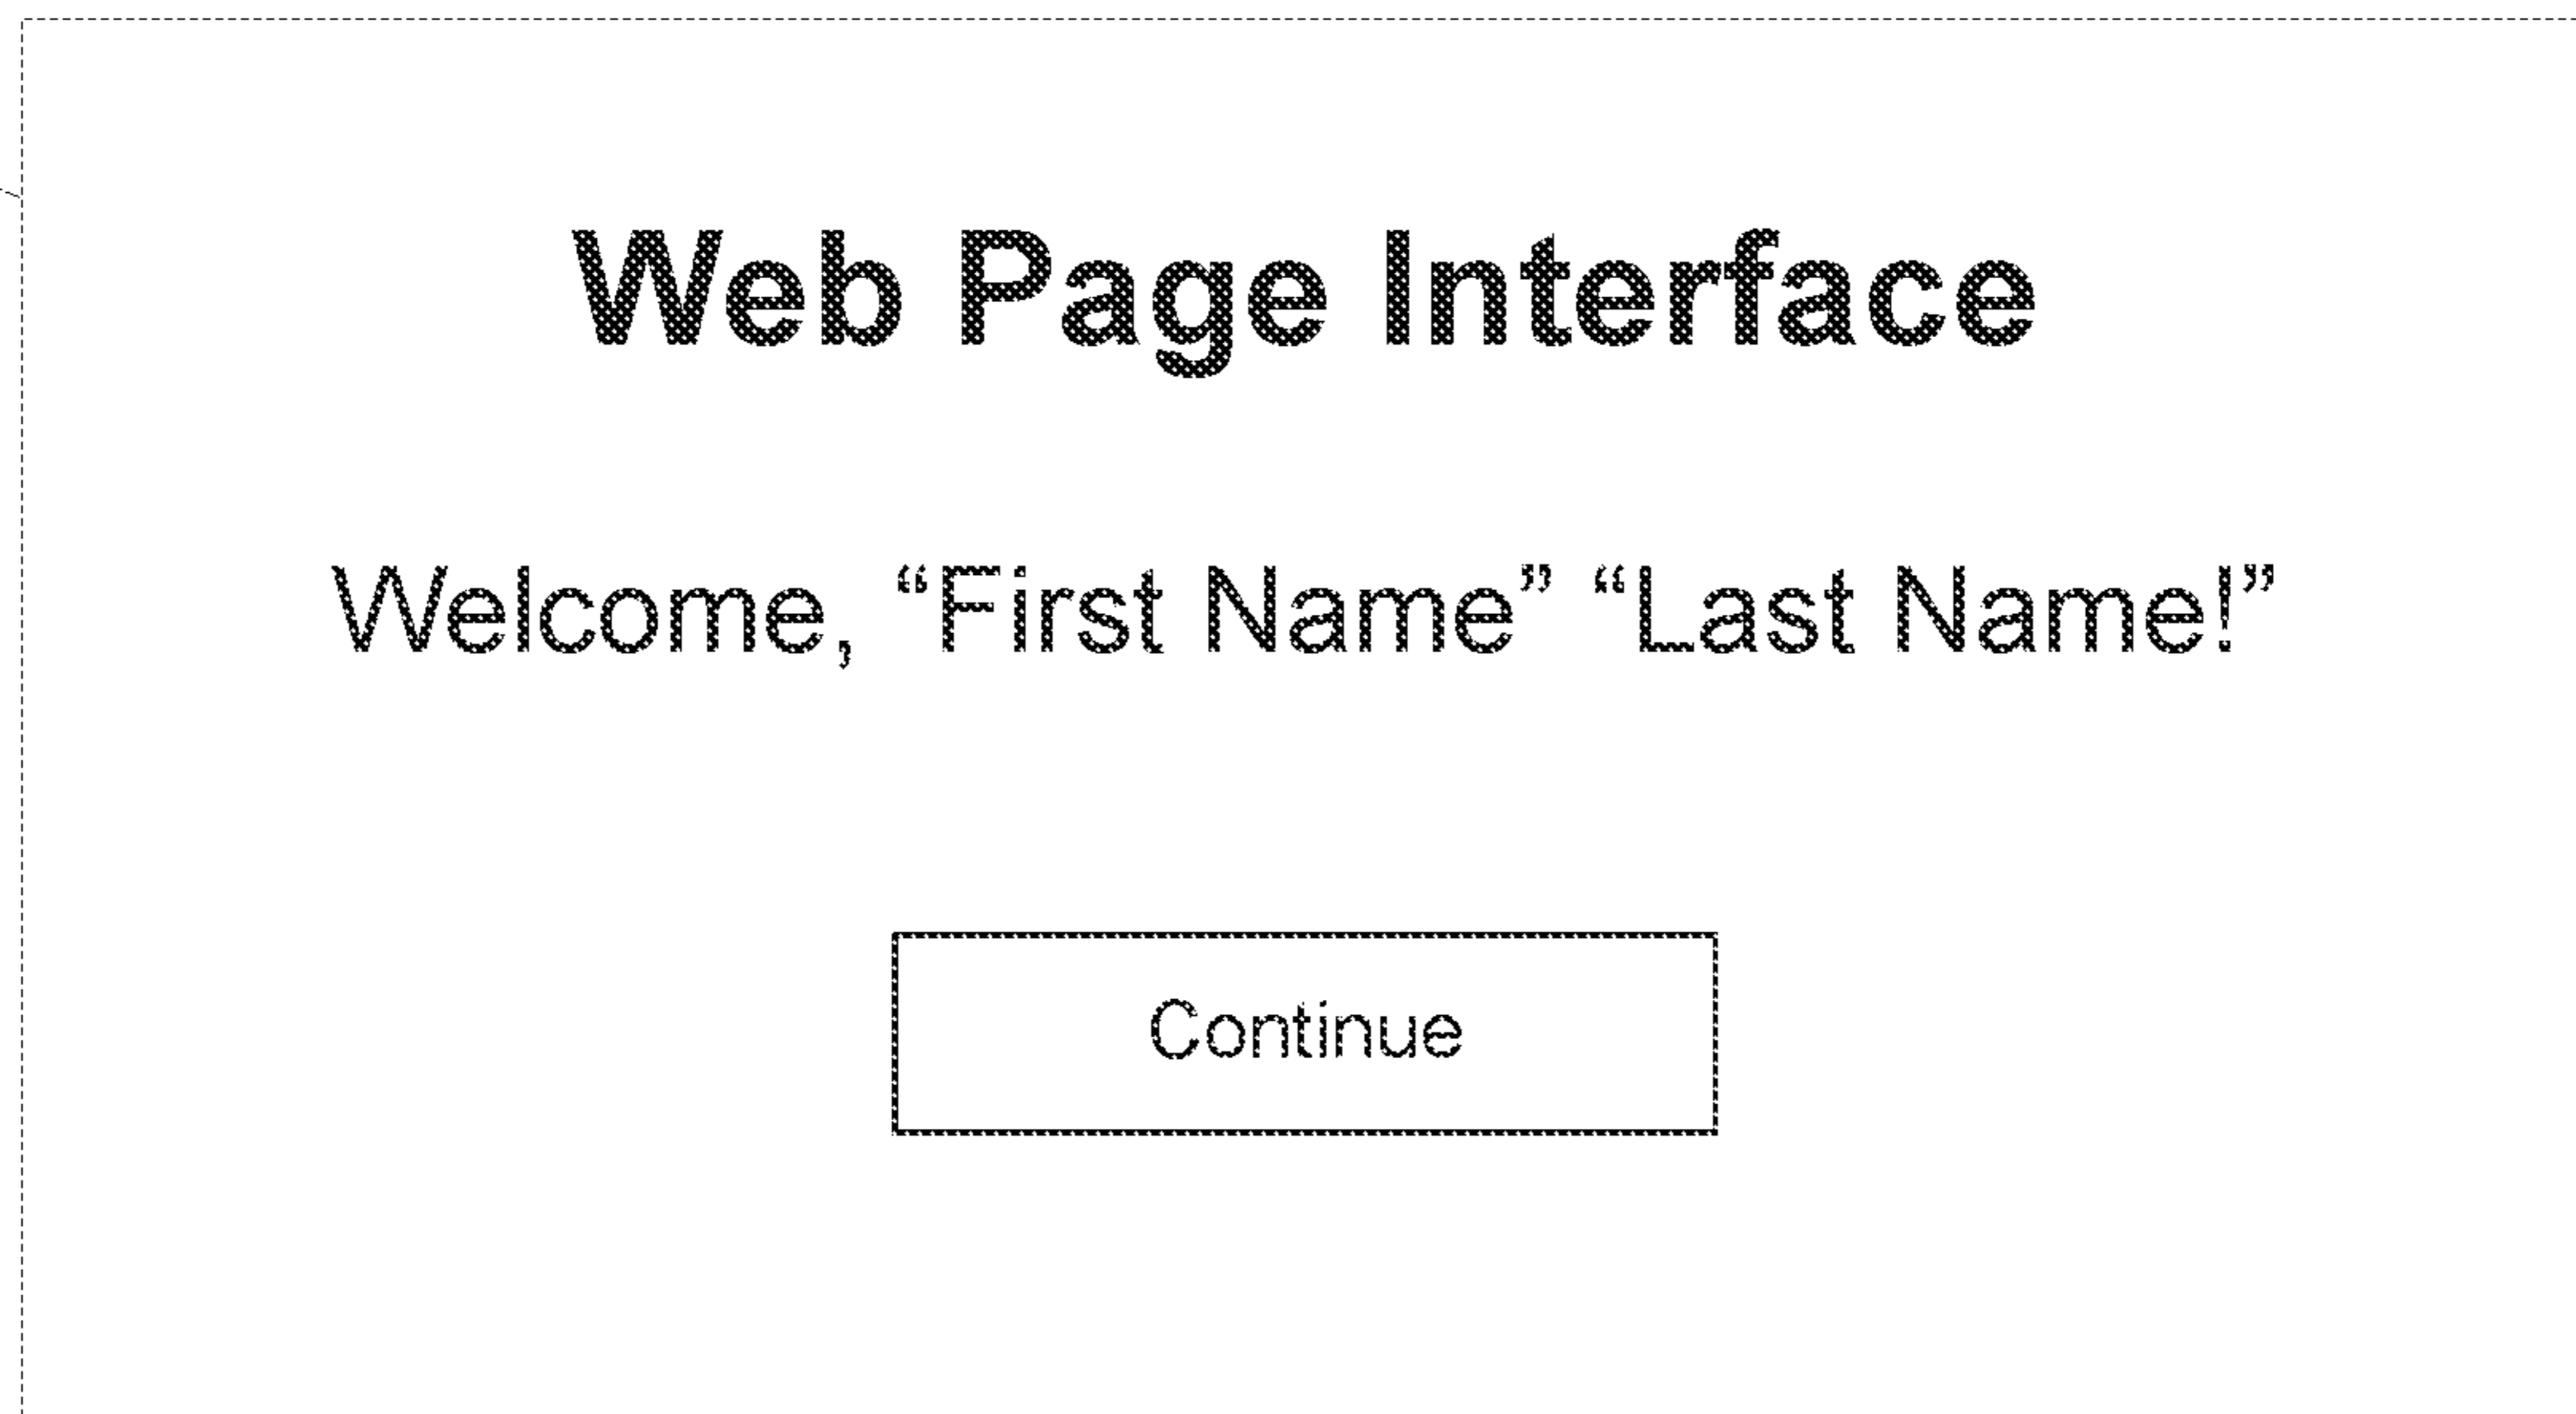 Web Page Interface
Welcome, “First Name” “Last Name!”
Continue